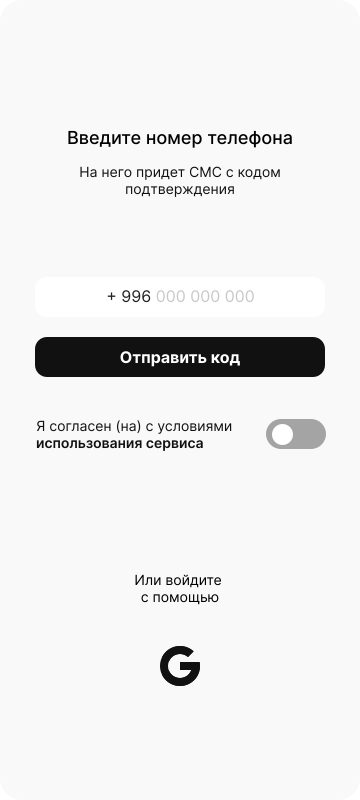 Введите номер телефона
На него придет СМС с кодом
подтверждения
+ 996 000 000 000
Отправить код
Я согласен (на) с условиями
использования сервиса
Или войдите
с помощью
G